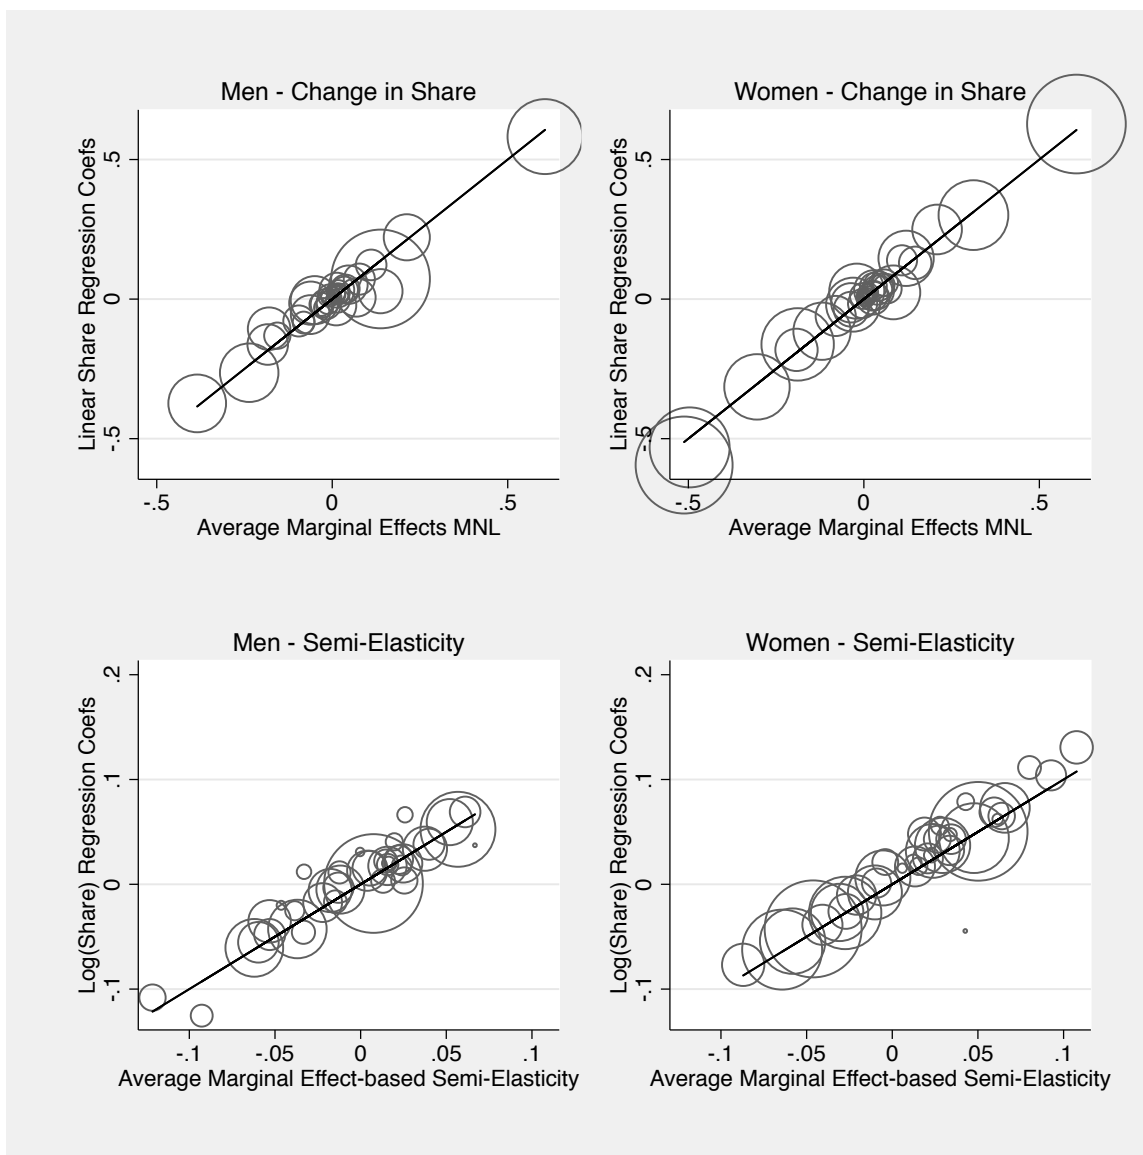 Men - Change in Share
Linear Share Regression Coefs
.5
0
-.5
-.5 0 .5
Average Marginal Effects MNL
Women - Change in Share
Linear Share Regression Coefs
.5
0
-.5
-.5 0 .5
Average Marginal Effects MNL
Men - Semi-Elasticity
Log(Share) Regression Coefs
.2
.1
0
-.1
-.1 -.05 0 .05 .1
Average Marginal Effect-based Semi-Elasticity
Women - Semi-Elasticity
Log(Share) Regression Coefs
.2
.1
0
-.1
-.1 -.05 0 .05 .1
Average Marginal Effect-based Semi-Elasticity